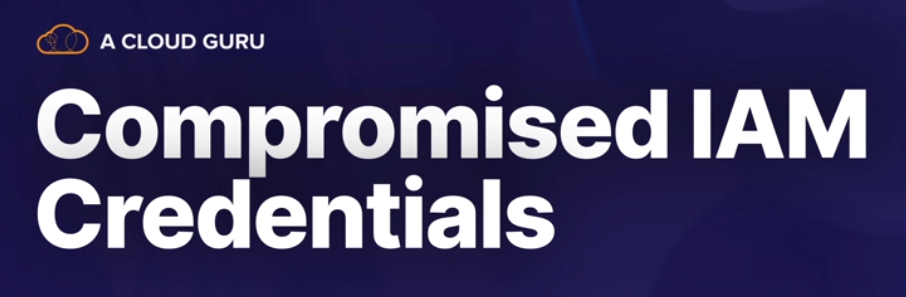 A CLOUD GURU
Compromised IAM
Credentials